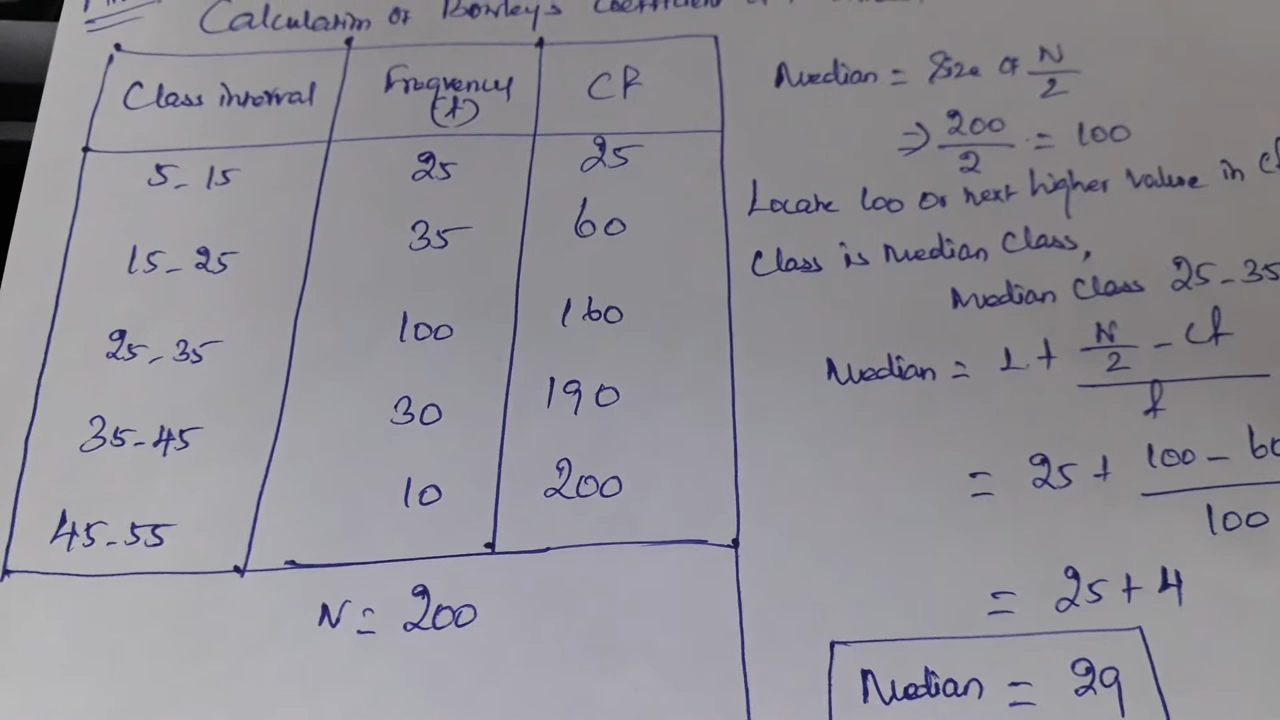 Calculation of Bowley's Coefficient of
Class interval Frequency (f) CF
5-15 25 25
15-25 35 60
25-35 100 160
35-45 30 190
45-55 10 200
N = 200
Median = Size of N/2
⇒ 200/2 = 100
Locate 100 or next higher value in cf
Class is median class,
Median class 25-35
Median = L + N/2 - cf / f
= 25 + 100 - 60 / 100
= 25 + 4
Median = 29